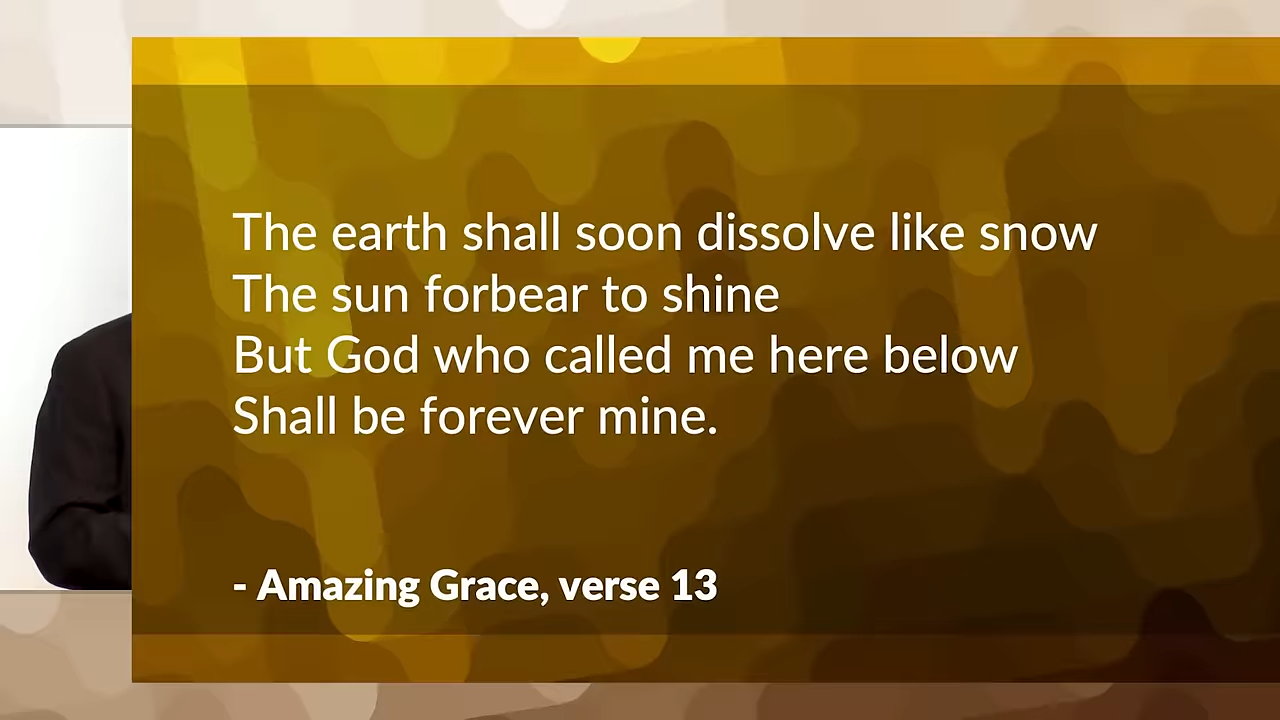 The earth shall soon dissolve like snow
The sun forbear to shine
But God who called me here below
Shall be forever mine.
- Amazing Grace, verse 13